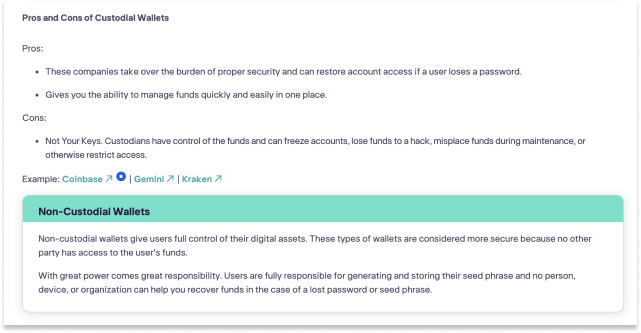 Pros and Cons of Custodial Wallets
Pros:
• These companies take over the burden of proper security and can restore account access if a user loses a password.
• Gives you the ability to manage funds quickly and easily in one place.
Cons:
• Not Your Keys. Custodians have control of the funds and can freeze accounts, lose funds to a hack, misplace funds during maintenance, or
otherwise restrict access.
Example: Coinbase ↗ | Gemini ↗ | Kraken ↗
Non-Custodial Wallets
Non-custodial wallets give users full control of their digital assets. These types of wallets are considered more secure because no other
party has access to the user's funds.
With great power comes great responsibility. Users are fully responsible for generating and storing their seed phrase and no person,
device, or organization can help you recover funds in the case of a lost password or seed phrase.